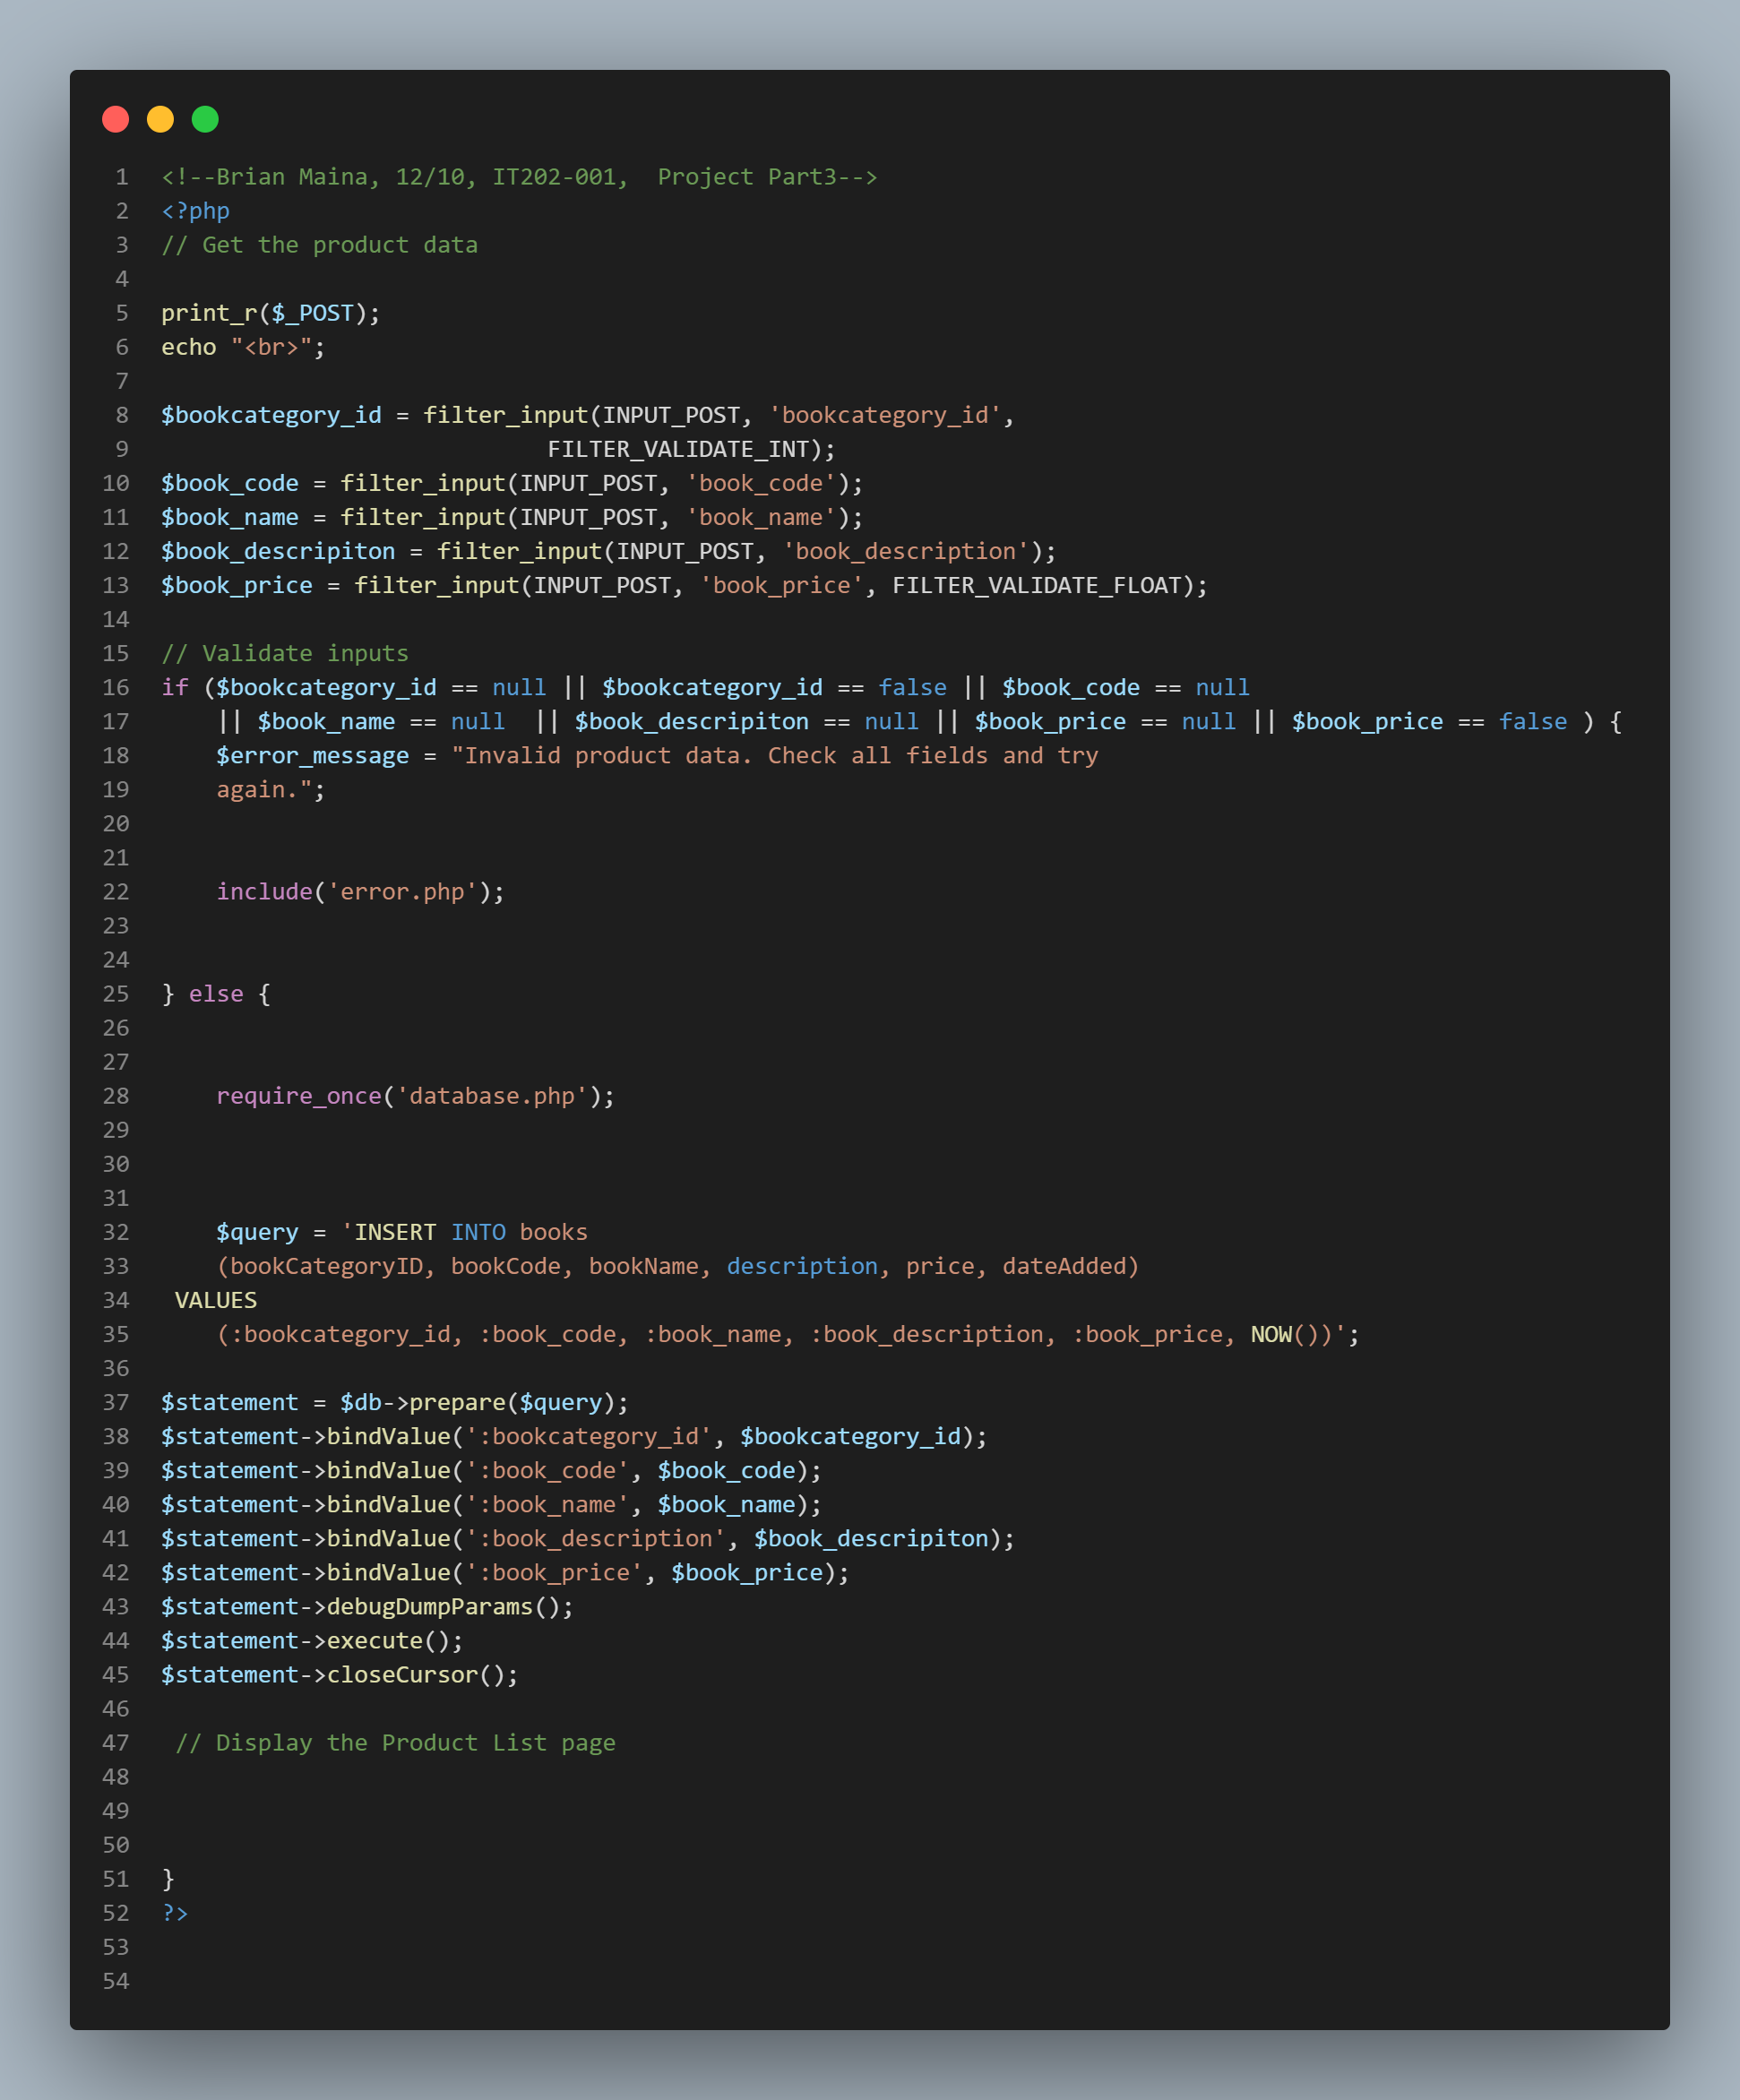 1 <!--Brian Maina, 12/10, IT202-001,  Project Part3-->
2 <?php
3 // Get the product data
4
5 print_r($_POST);
6 echo "<br>";
7
8 $bookcategory_id = filter_input(INPUT_POST, 'bookcategory_id',
9                             FILTER_VALIDATE_INT);
10 $book_code = filter_input(INPUT_POST, 'book_code');
11 $book_name = filter_input(INPUT_POST, 'book_name');
12 $book_descripiton = filter_input(INPUT_POST, 'book_description');
13 $book_price = filter_input(INPUT_POST, 'book_price', FILTER_VALIDATE_FLOAT);
14
15 // Validate inputs
16 if ($bookcategory_id == null || $bookcategory_id == false || $book_code == null
17     || $book_name == null  || $book_descripiton == null || $book_price == null || $book_price == false ) {
18     $error_message = "Invalid product data. Check all fields and try
19     again.";
20
21
22     include('error.php');
23
24
25 } else {
26
27
28     require_once('database.php');
29
30
31
32     $query = 'INSERT INTO books
33     (bookCategoryID, bookCode, bookName, description, price, dateAdded)
34  VALUES
35     (:bookcategory_id, :book_code, :book_name, :book_description, :book_price, NOW())';
36
37 $statement = $db->prepare($query);
38 $statement->bindValue(':bookcategory_id', $bookcategory_id);
39 $statement->bindValue(':book_code', $book_code);
40 $statement->bindValue(':book_name', $book_name);
41 $statement->bindValue(':book_description', $book_descripiton);
42 $statement->bindValue(':book_price', $book_price);
43 $statement->debugDumpParams();
44 $statement->execute();
45 $statement->closeCursor();
46
47  // Display the Product List page
48
49
50
51 }
52 ?>
53
54